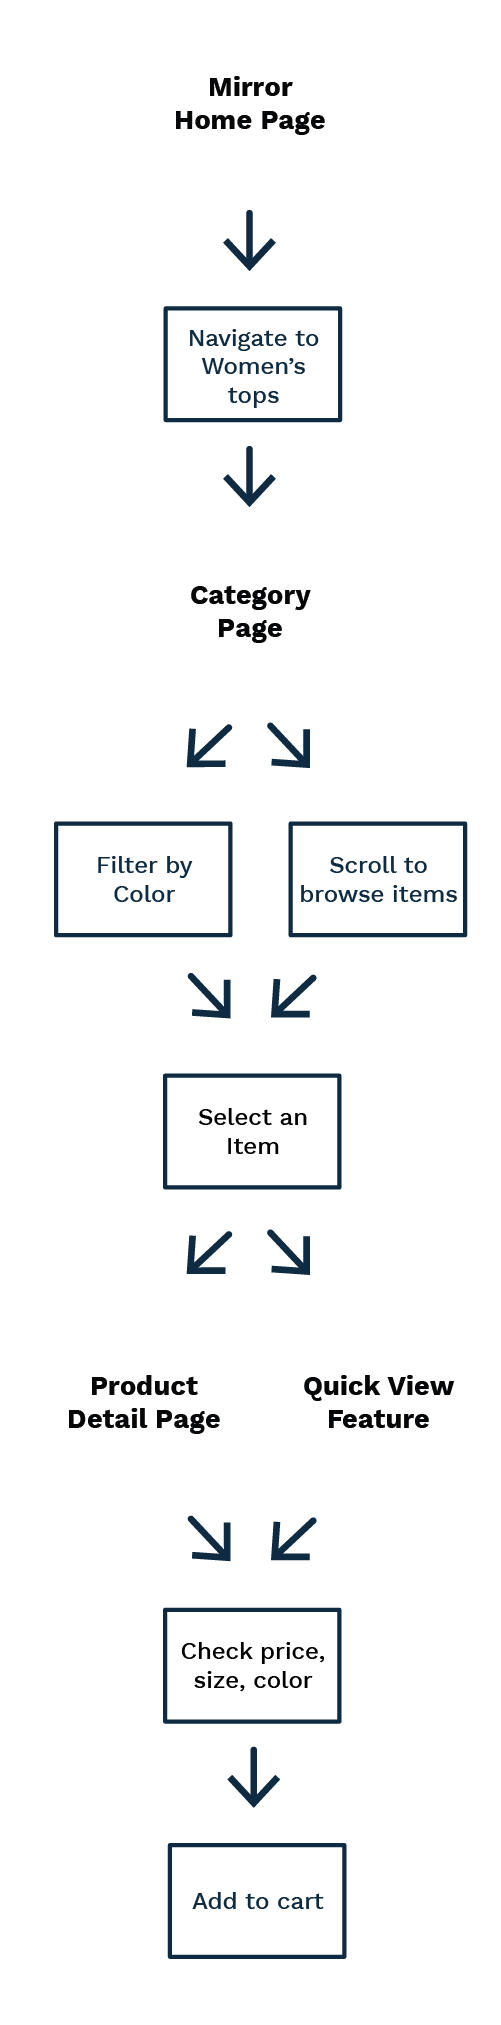 Mirror
Home Page
Navigate to
Women’s
tops
Category
Page
Filter by
Color
Scroll to
browse items
Select an
Item
Product
Detail Page
Quick View
Feature
Check price,
size, color
Add to cart